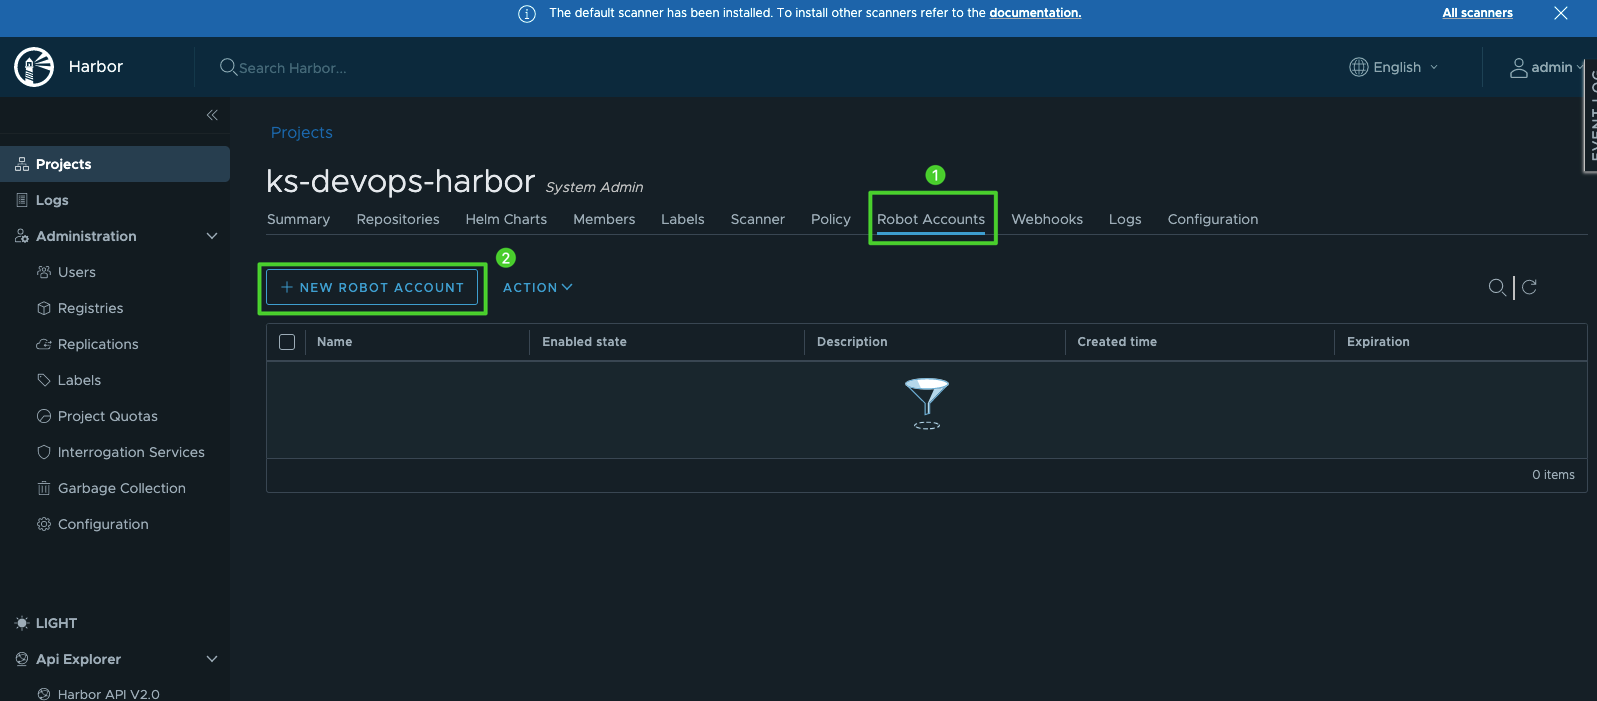 The default scanner has been installed. To install other scanners refer to the documentation. All scanners
Harbor Search Harbor... English admin
EVENT LOG
Projects
Projects
Logs
Administration
Users
Registries
Replications
Labels
Project Quotas
Interrogation Services
Garbage Collection
Configuration
LIGHT
Api Explorer
Harbor API V2.0
ks-devops-harbor System Admin
1
Summary Repositories Helm Charts Members Labels Scanner Policy Robot Accounts Webhooks Logs Configuration
2
+ NEW ROBOT ACCOUNT ACTION
Name Enabled state Description Created time Expiration
0 items